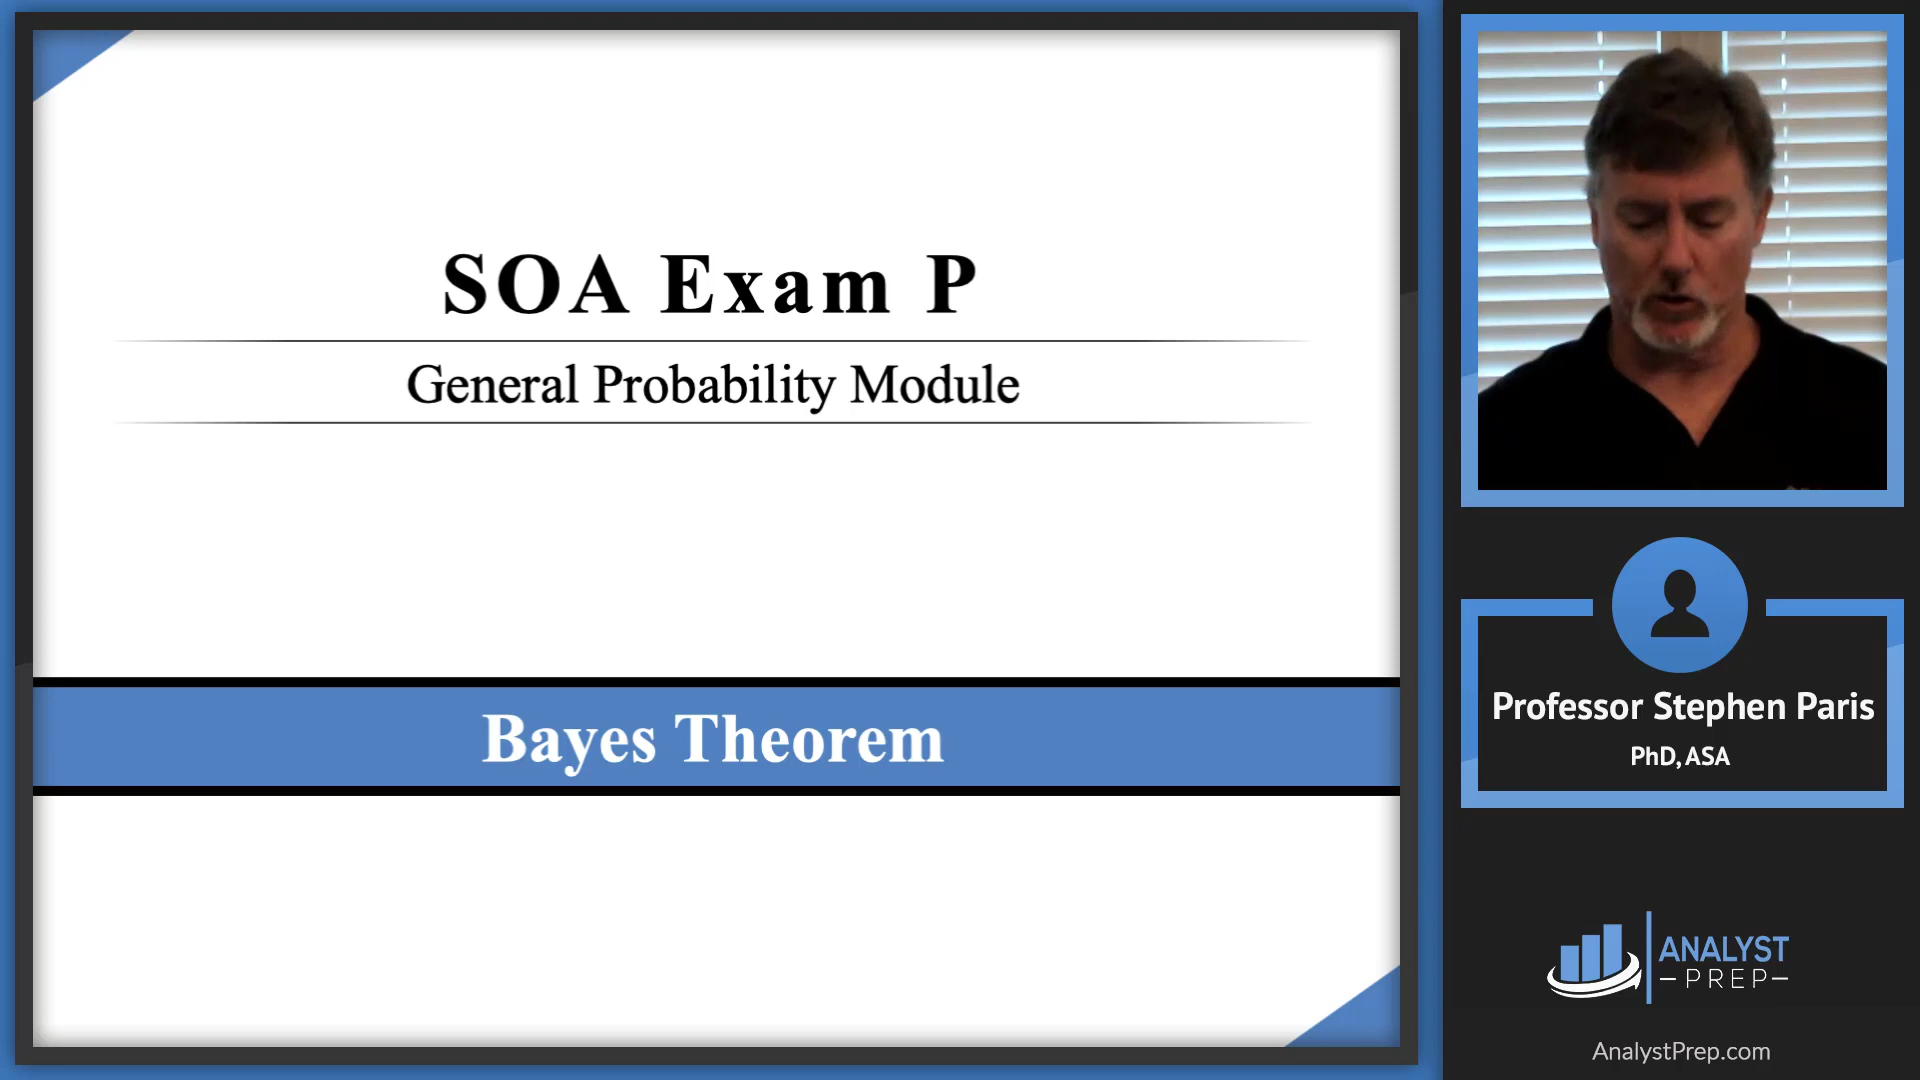 SOA Exam P
General Probability Module
Bayes Theorem
Professor Stephen Paris
PhD, ASA
ANALYST
PREP
AnalystPrep.com